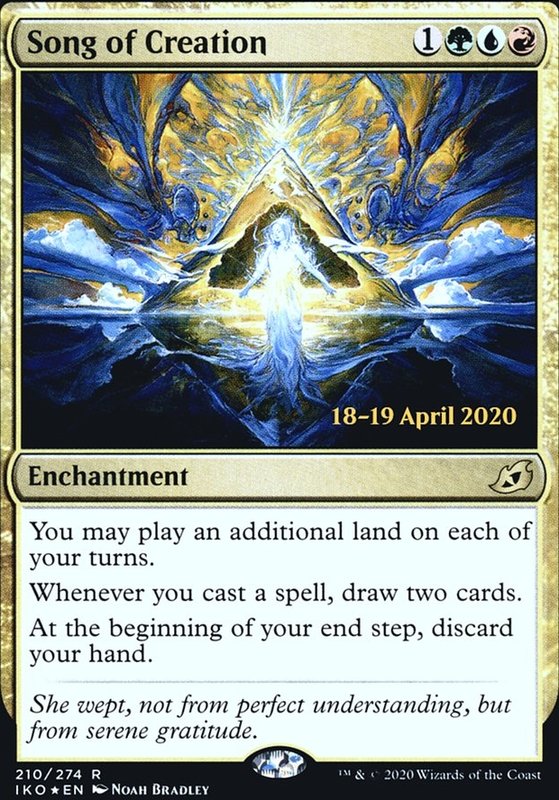 Song of Creation 1
18-19 April 2020
Enchantment
You may play an additional land on each of
your turns.
Whenever you cast a spell, draw two cards.
At the beginning of your end step, discard
your hand.
She wept, not from perfect understanding, but
from serene gratitude.
210/274 R
IKO★EN NOAH BRADLEY
™ & © 2020 Wizards of the Coast